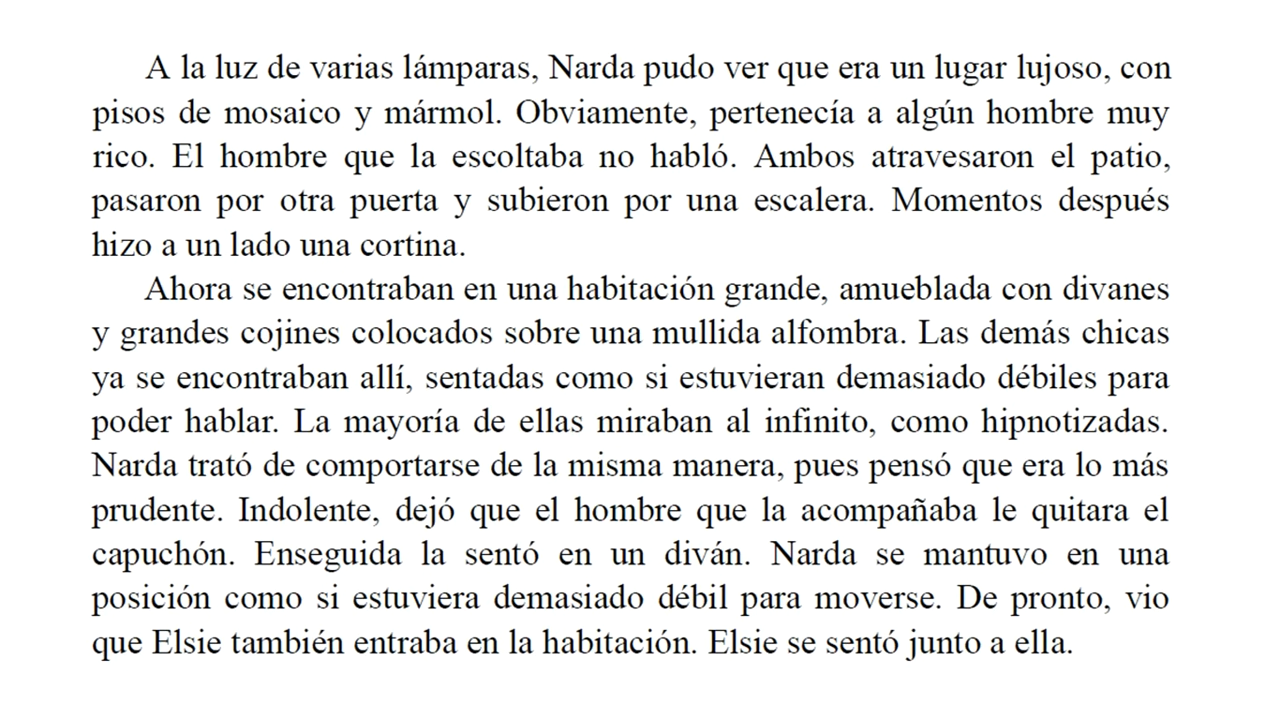 A la luz de varias lámparas, Narda pudo ver que era un lugar lujoso, con
pisos de mosaico y mármol. Obviamente, pertenecía a algún hombre muy
rico. El hombre que la escoltaba no habló. Ambos atravesaron el patio,
pasaron por otra puerta y subieron por una escalera. Momentos después
hizo a un lado una cortina.
Ahora se encontraban en una habitación grande, amueblada con divanes
y grandes cojines colocados sobre una mullida alfombra. Las demás chicas
ya se encontraban allí, sentadas como si estuvieran demasiado débiles para
poder hablar. La mayoría de ellas miraban al infinito, como hipnotizadas.
Narda trató de comportarse de la misma manera, pues pensó que era lo más
prudente. Indolente, dejó que el hombre que la acompañaba le quitara el
capuchón. Enseguida la sentó en un diván. Narda se mantuvo en una
posición como si estuviera demasiado débil para moverse. De pronto, vio
que Elsie también entraba en la habitación. Elsie se sentó junto a ella.